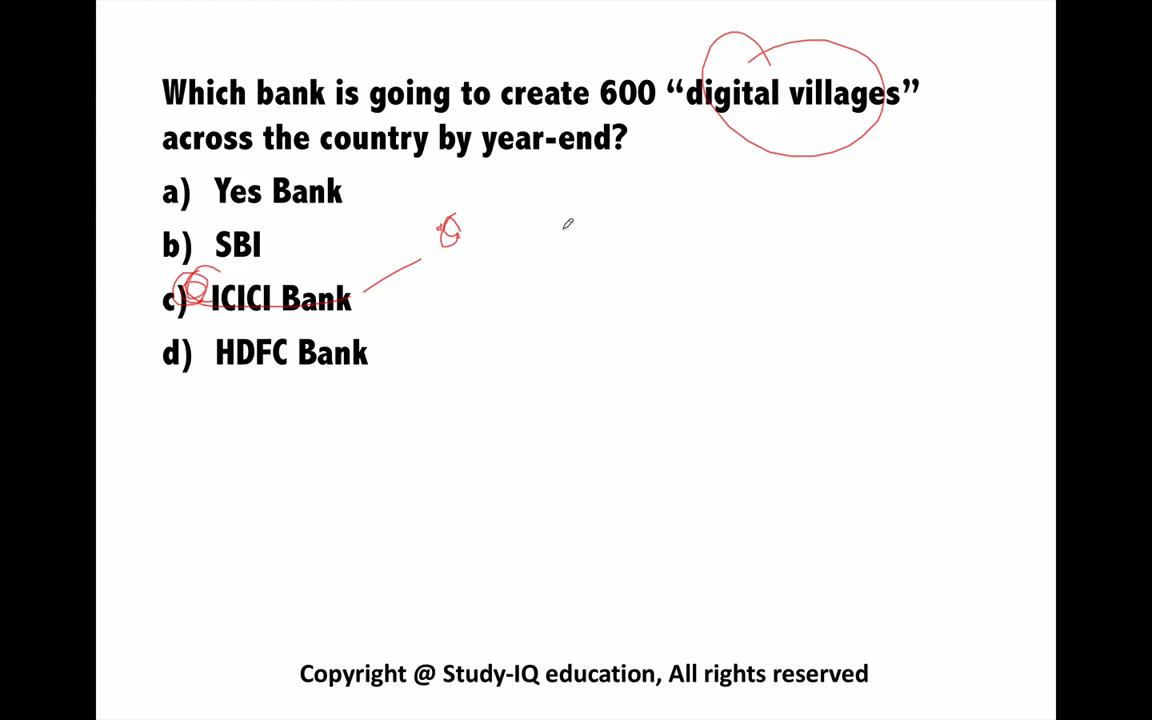 Which bank is going to create 600 “digital villages”
across the country by year-end?
a) Yes Bank
b) SBI
c) ICICI Bank
d) HDFC Bank
Copyright @ Study-IQ education, All rights reserved